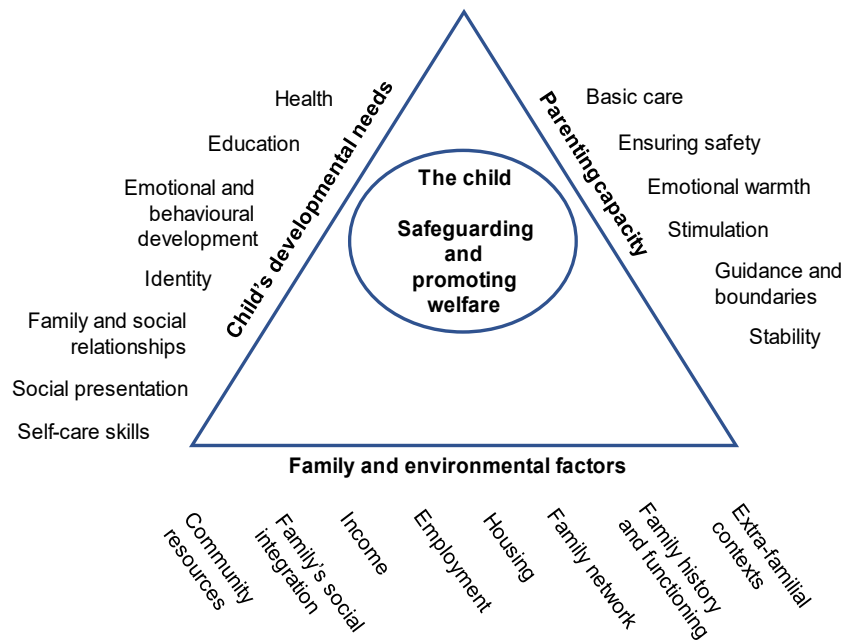 Health
Education
Emotional and
behavioural
development
Identity
Family and social
relationships
Social presentation
Self-care skills
Child's developmental needs
The child
Safeguarding
and
promoting
welfare
Parenting capacity
Basic care
Ensuring safety
Emotional warmth
Stimulation
Guidance and
boundaries
Stability
Family and environmental factors
Community
resources
Family's social
integration
Income
Employment
Housing
Family network
Family history
and functioning
Extra-familial
contexts